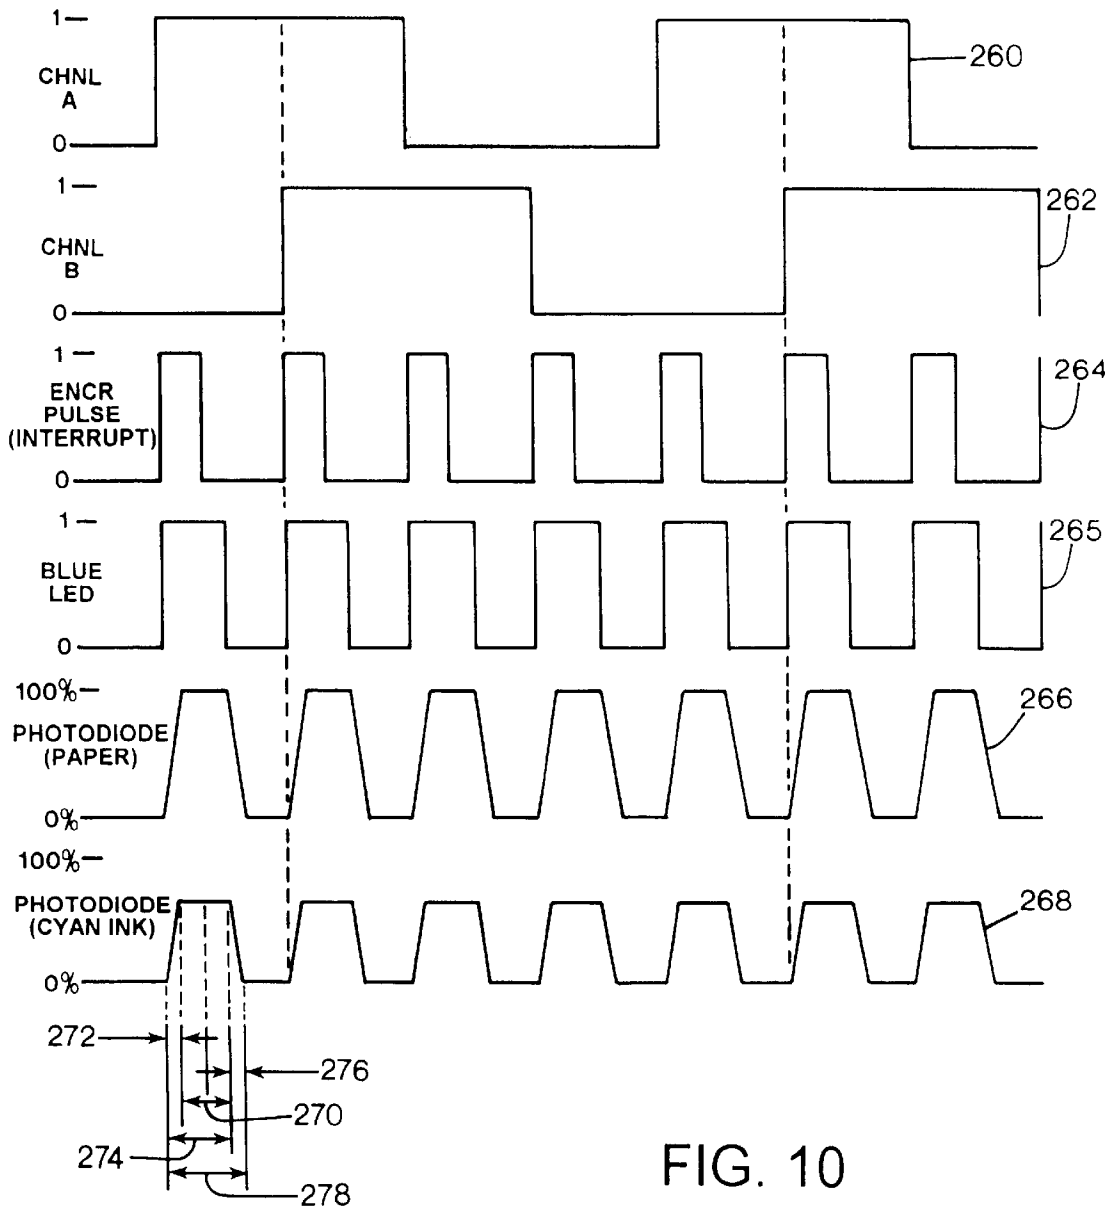 1
CHNL
A
0
260
1
CHNL
B
0
262
1
ENCR
PULSE
(INTERRUPT)
0
264
1
BLUE
LED
0
265
100%
PHOTODIODE
(PAPER)
0%
266
100%
PHOTODIODE
(CYAN INK)
0%
268
272
276
270
274
278
FIG. 10